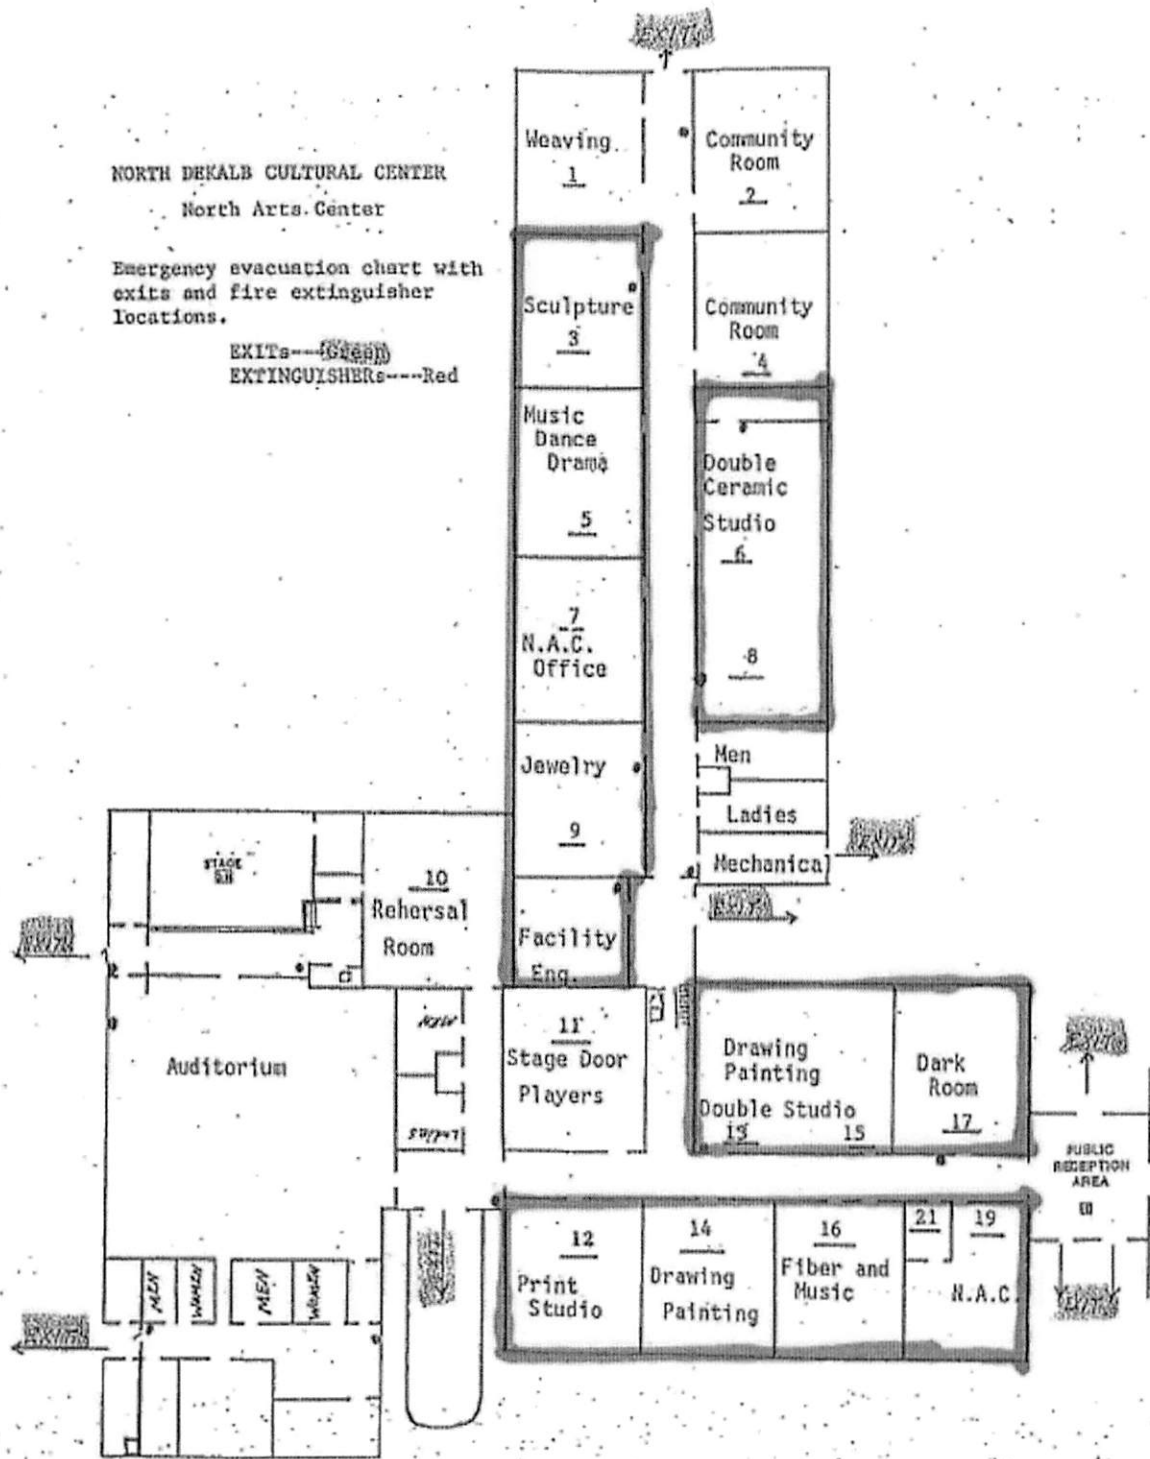 EXIT
NORTH DEKALB CULTURAL CENTER
North Arts Center
Emergency evacuation chart with
exits and fire extinguisher
locations.
EXITs---Green
EXTINGUISHERs---Red
Weaving
1
Community
Room
2
Sculpture
3
Community
Room
4
Music
Dance
Drama
5
Double
Ceramic
Studio
6
7
N.A.C.
Office
8
Jewelry
9
Men
Ladies
Mechanical
EXIT
EXIT
STAGE
10
Rehersal
Room
Facility
Eng.
EXIT
Auditorium
MEN
Ladies
11
Stage Door
Players
Drawing
Painting
Double Studio
13
15
Dark
Room
17
EXIT
PUBLIC
RECEPTION
AREA
EXIT
12
Print
Studio
14
Drawing
Painting
16
Fiber and
Music
21
19
N.A.C.
EXIT
MEN
WOMEN
MEN
WOMEN
EXIT